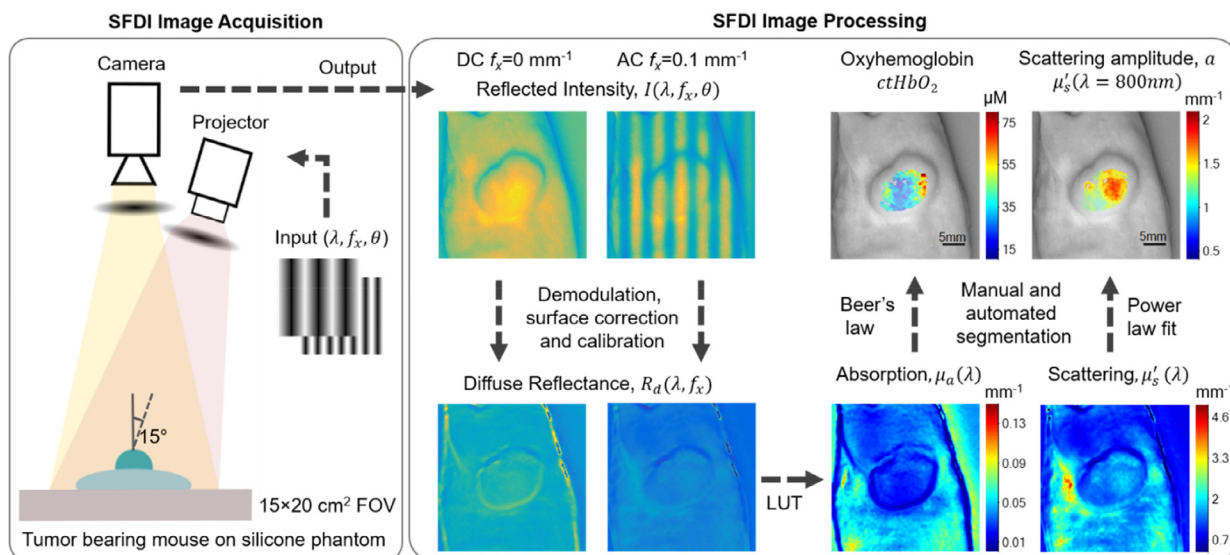 SFDI Image Acquisition
Camera
Projector
Output
Input (λ, fₓ, θ)
15°
15×20 cm² FOV
Tumor bearing mouse on silicone phantom
SFDI Image Processing
DC fₓ=0 mm⁻¹
AC fₓ=0.1 mm⁻¹
Reflected Intensity, I(λ, fₓ, θ)
Demodulation,
surface correction
and calibration
Diffuse Reflectance, R_d(λ, fₓ)
LUT
Oxyhemoglobin
ctHbO₂
μM
75
55
35
15
5mm
Scattering amplitude, a
μ′ₛ(λ = 800nm)
mm⁻¹
2
1.5
1
0.5
5mm
Beer's
law
Manual and
automated
segmentation
Power
law fit
Absorption, μₐ(λ)
mm⁻¹
0.13
0.09
0.05
0.01
Scattering, μ′ₛ (λ)
mm⁻¹
4.6
3.3
2
0.7